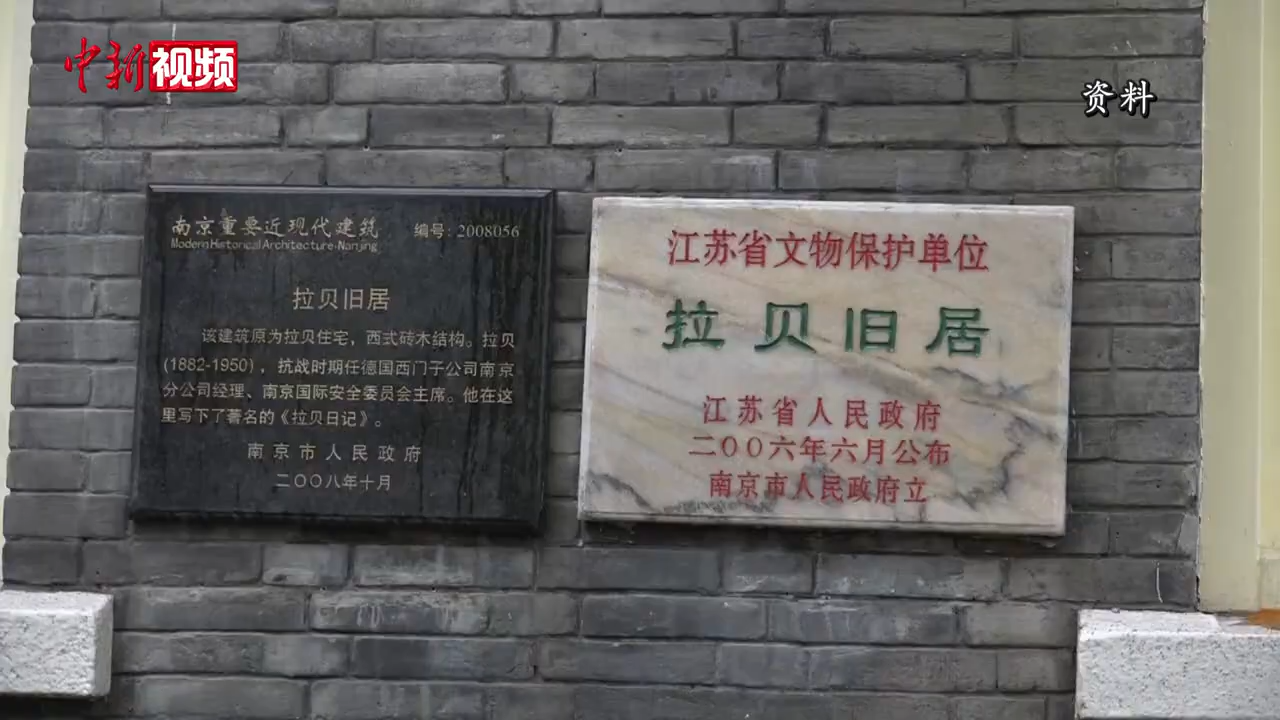 中新视频
资料
南京重要近现代建筑 编号:2008056
Modern Historical Architecture·Nanjing
拉贝旧居
该建筑原为拉贝住宅，西式砖木结构。拉贝
(1882-1950)，抗战时期任德国西门子公司南京
分公司经理、南京国际安全委员会主席。他在这
里写下了著名的《拉贝日记》。
南京市人民政府
二〇〇八年十月
江苏省文物保护单位
拉贝旧居
江苏省人民政府
二〇〇六年六月公布
南京市人民政府立